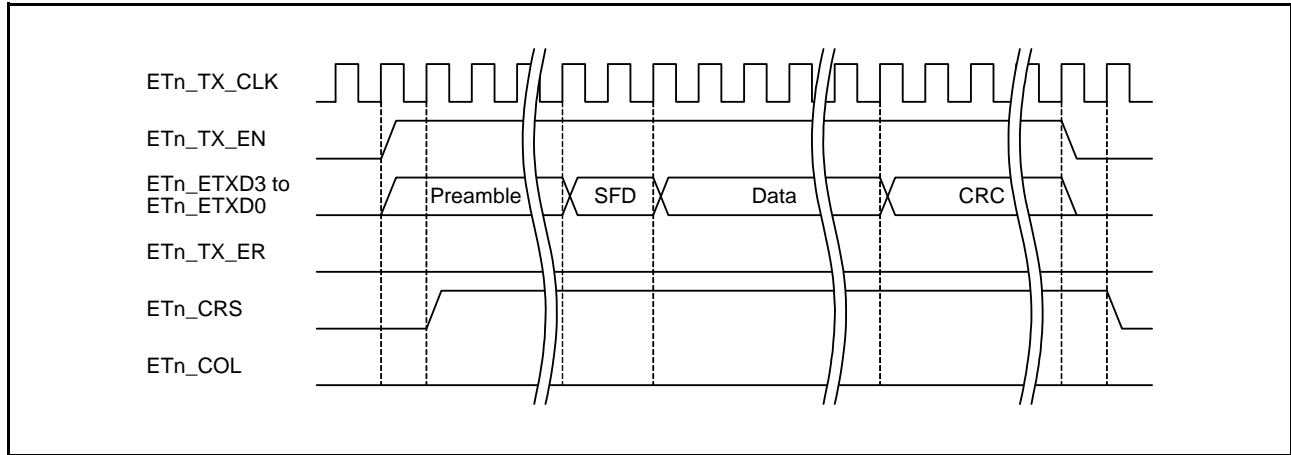 ETn_TX_CLK
ETn_TX_EN
ETn_ETXD3 to
ETn_ETXD0
Preamble
SFD
Data
CRC
ETn_TX_ER
ETn_CRS
ETn_COL